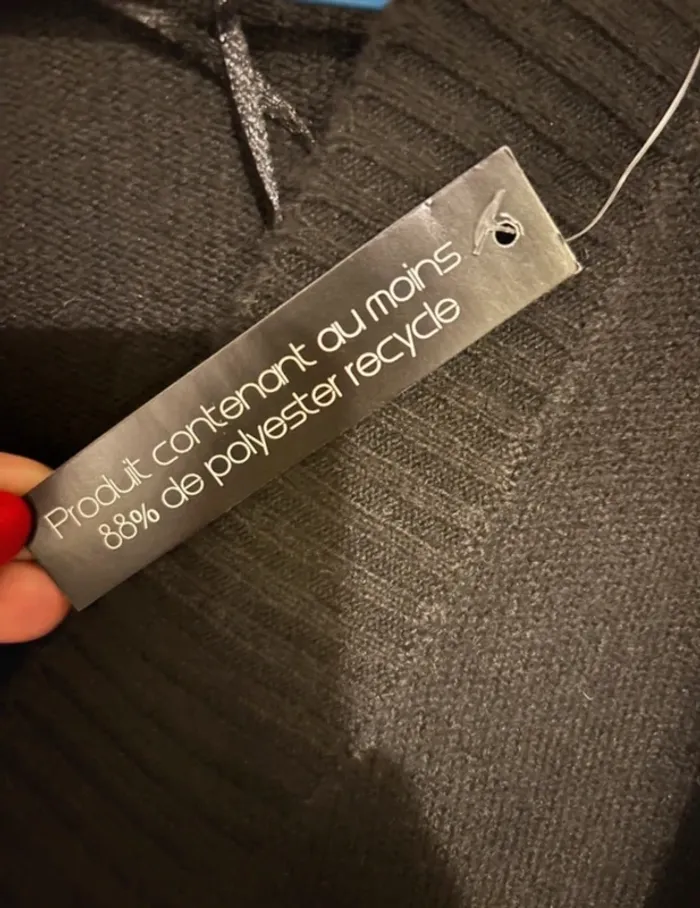 Produit contenant au moins
88% de polyester recycle